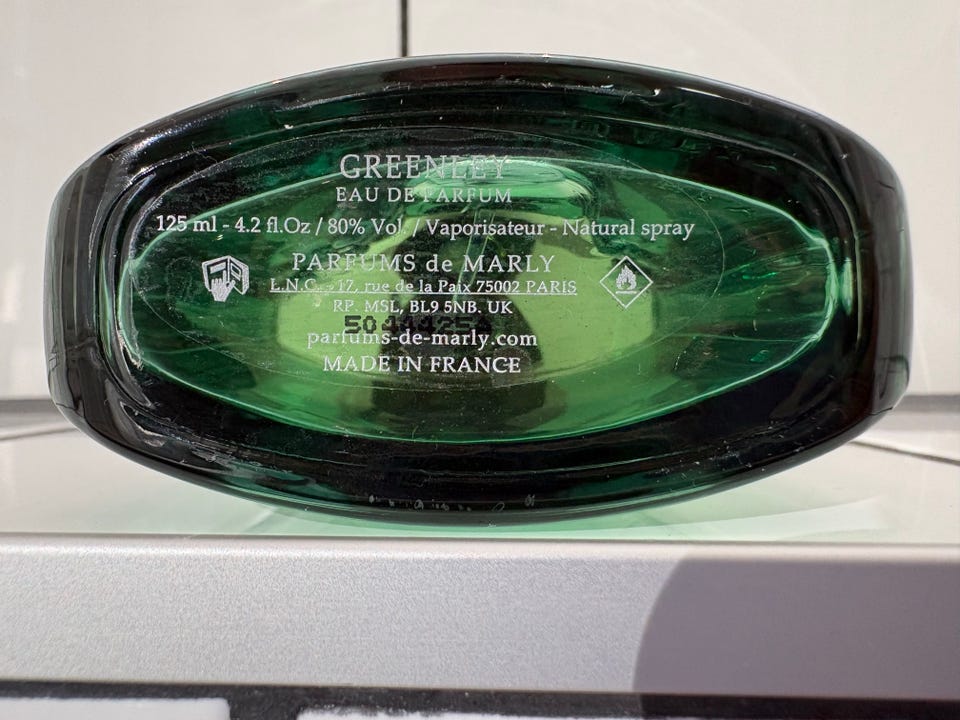 GREENLEY
EAU DE PARFUM
125 ml - 4.2 fl.Oz / 80% Vol. / Vaporisateur - Natural spray
PARFUMS de MARLY
L.N.C. - 17, rue de la Paix 75002 PARIS
RP. MSL, BL9 5NB. UK
parfums-de-marly.com
MADE IN FRANCE